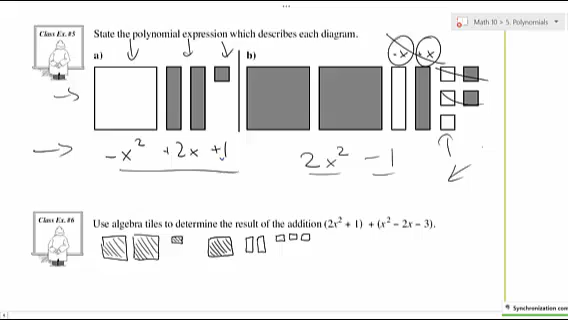 Math 10 > 5. Polynomials
Class Ex. #5
State the polynomial expression which describes each diagram.
a)
b)
-x +x
-x² +2x +1
2x² -1
Class Ex. #6
Use algebra tiles to determine the result of the addition (2x² + 1) + (x² − 2x − 3).
Synchronization com